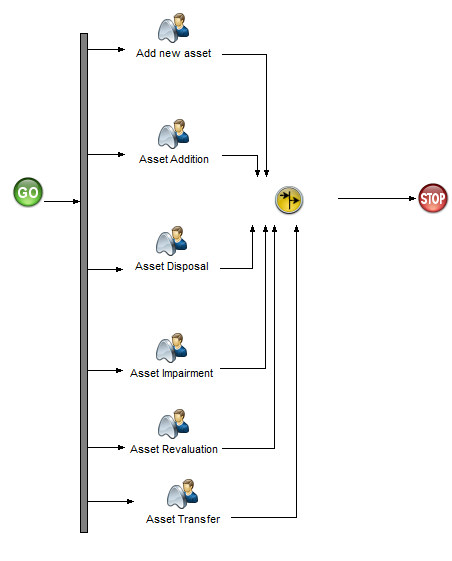 Add new asset
Asset Addition
GO
STOP
Asset Disposal
Asset Impairment
Asset Revaluation
Asset Transfer